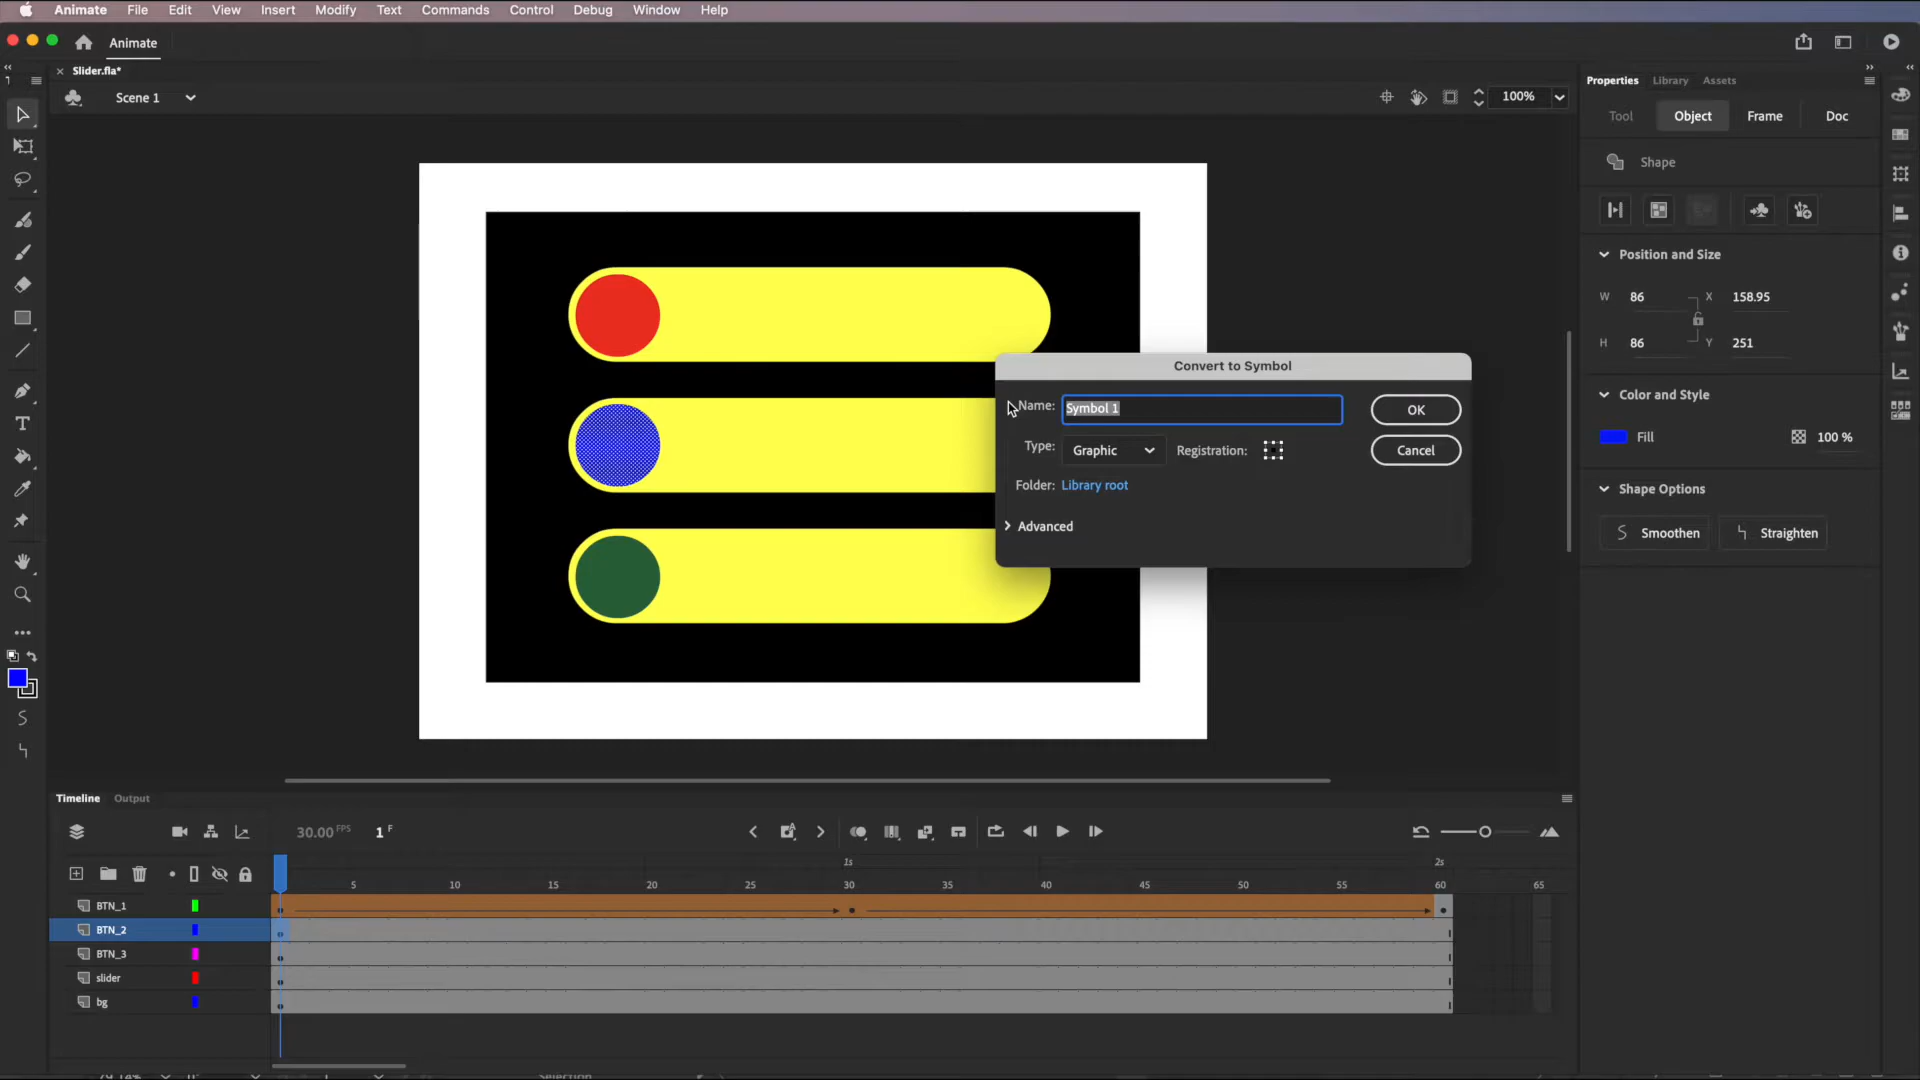 Animate File Edit View Insert Modify Text Commands Control Debug Window Help
Animate
Slider.fla*
Properties Library Assets
Scene 1
100%
Tool Object Frame Doc
Shape
Position and Size
W 86 X 158.95
H 86 Y 251
Color and Style
Fill 100 %
Shape Options
Smoothen Straighten
Convert to Symbol
Name: Symbol 1 OK
Type: Graphic Registration: Cancel
Folder: Library root
Advanced
Timeline Output
30.00 FPS 1 F
1s 2s
5 10 15 20 25 30 35 40 45 50 55 60 65
BTN_1
BTN_2
BTN_3
slider
bg